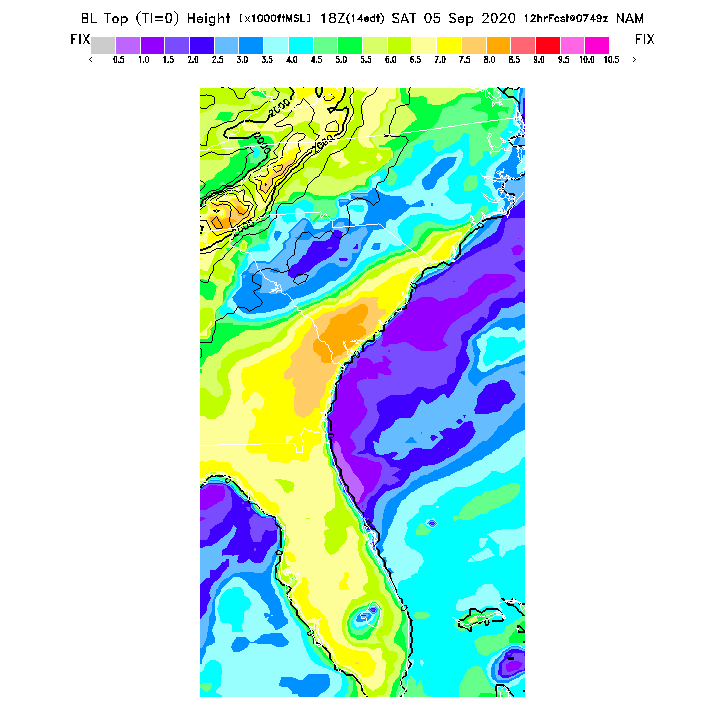 BL Top (TI=0) Height [x1000ftMSL] 18Z(14edt) SAT 05 Sep 2020 12hrFcst@0749z NAM
FIX FIX
< 0.5 1.0 1.5 2.0 2.5 3.0 3.5 4.0 4.5 5.0 5.5 6.0 6.5 7.0 7.5 8.0 8.5 9.0 9.5 10.0 10.5 >
2000
2000
2000